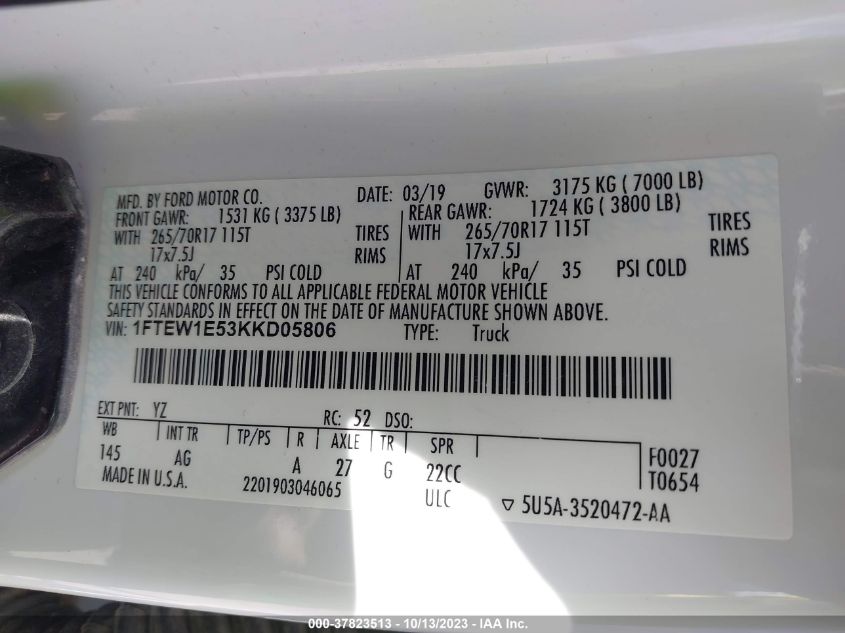 MFD. BY FORD MOTOR CO. DATE: 03/19 GVWR: 3175 KG ( 7000 LB)
FRONT GAWR: 1531 KG ( 3375 LB) REAR GAWR: 1724 KG ( 3800 LB)
WITH 265/70R17 115T TIRES WITH 265/70R17 115T TIRES
17x7.5J RIMS 17x7.5J RIMS
AT 240 kPa/ 35 PSI COLD AT 240 kPa/ 35 PSI COLD
THIS VEHICLE CONFORMS TO ALL APPLICABLE FEDERAL MOTOR VEHICLE
SAFETY STANDARDS IN EFFECT ON THE DATE OF MANUFACTURE SHOWN ABOVE.
VIN: 1FTEW1E53KKD05806 TYPE: Truck
EXT PNT: YZ RC: 52 DSO:
WB INT TR TP/PS R AXLE TR SPR F0027
145 AG A 27 G 22CC T0654
MADE IN U.S.A. 2201903046065 ULC ▽ 5U5A-3520472-AA
000-37823513 - 10/13/2023 - IAA Inc.